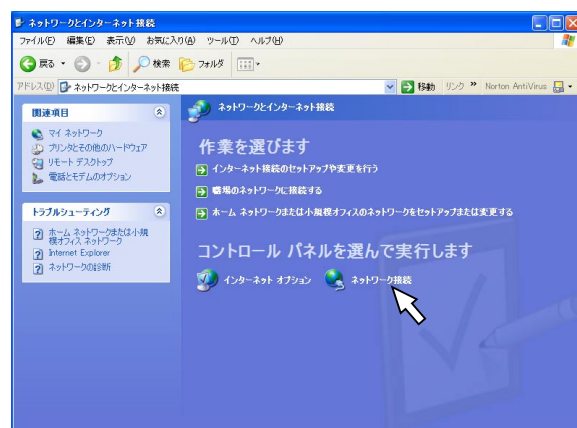 ネットワークとインターネット接続
ファイル(F) 編集(E) 表示(V) お気に入り(A) ツール(T) ヘルプ(H)
戻る 検索 フォルダ
アドレス(D) ネットワークとインターネット接続 移動 リンク » Norton AntiVirus
関連項目
マイ ネットワーク
プリンタとその他のハードウェア
リモート デスクトップ
電話とモデムのオプション
トラブルシューティング
ホーム ネットワークまたは小規
模オフィス ネットワーク
Internet Explorer
ネットワークの診断
ネットワークとインターネット接続
作業を選びます
インターネット接続のセットアップや変更を行う
職場のネットワークに接続する
ホーム ネットワークまたは小規模オフィスのネットワークをセットアップまたは変更する
コントロール パネルを選んで実行します
インターネット オプション ネットワーク接続